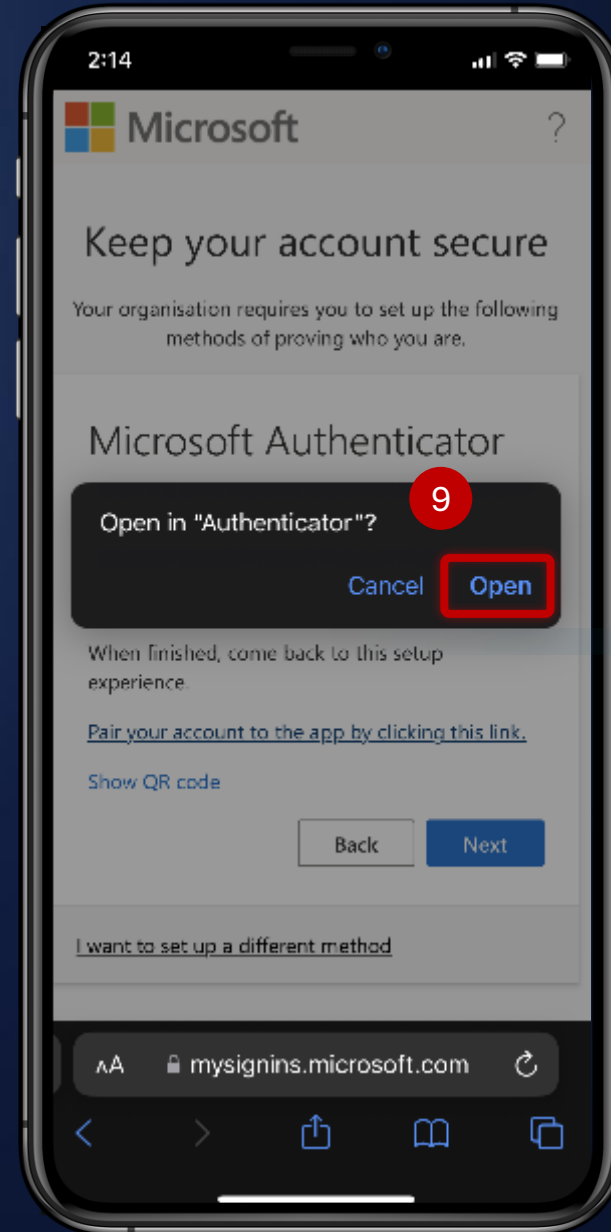 2:14
Microsoft
?
Keep your account secure
Your organisation requires you to set up the following
methods of proving who you are.
Microsoft Authenticator
9
Open in "Authenticator"?
Cancel
Open
When finished, come back to this setup
experience.
Pair your account to the app by clicking this link.
Show QR code
Back
Next
I want to set up a different method
AA
mysignins.microsoft.com